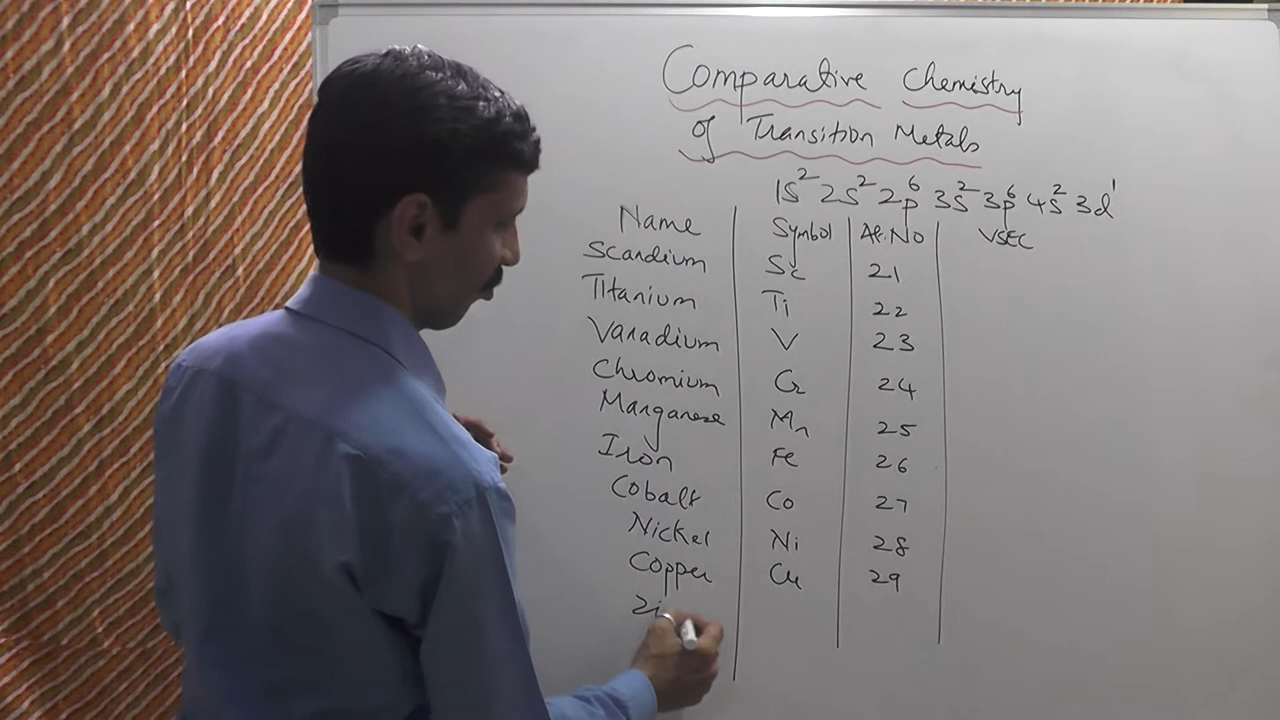 Comparative Chemistry
of Transition Metals
1s² 2s² 2p⁶ 3s² 3p⁶ 4s² 3d¹
Name Symbol At.No VSEC
Scandium Sc 21
Titanium Ti 22
Vanadium V 23
Chromium Cr 24
Manganese Mn 25
Iron Fe 26
Cobalt Co 27
Nickel Ni 28
Copper Cu 29
Zi